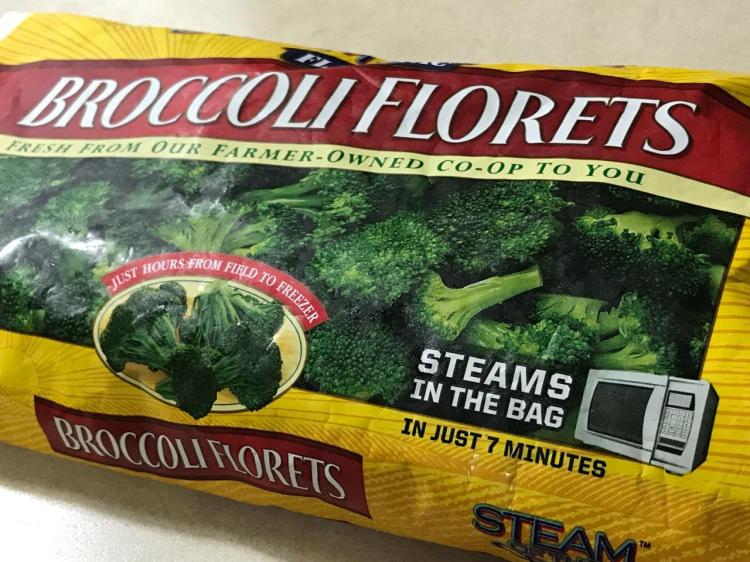 BROCCOLI FLORETS
FRESH FROM OUR FARMER-OWNED CO-OP TO YOU
JUST HOURS FROM FIELD TO FREEZER
STEAMS
IN THE BAG
IN JUST 7 MINUTES
BROCCOLI FLORETS
STEAM™